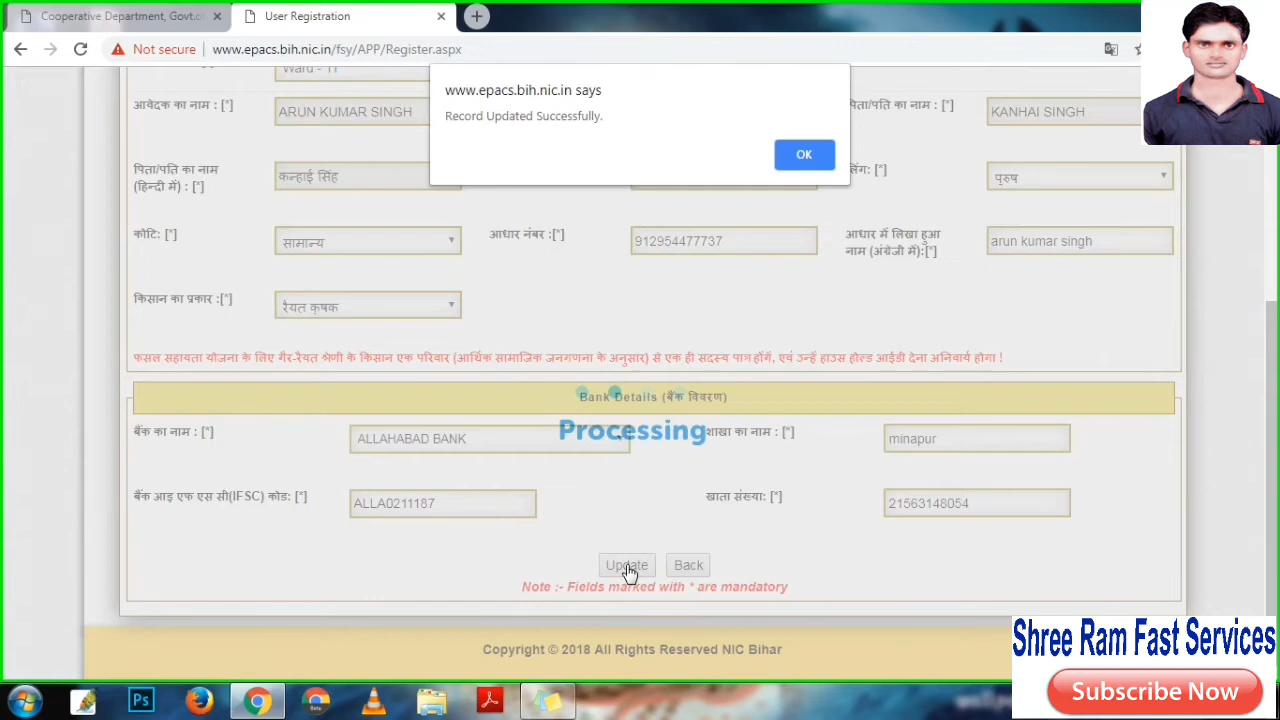 Cooperative Department, Govt.of
User Registration
Not secure
www.epacs.bih.nic.in/fsy/APP/Register.aspx
Ward - 11
www.epacs.bih.nic.in says
Record Updated Successfully.
OK
आवेदक का नाम : [*]
ARUN KUMAR SINGH
पिता/पति का नाम : [*]
KANHAI SINGH
पिता/पति का नाम
(हिन्दी में) : [*]
कन्हाई सिंह
लिंग: [*]
पुरुष
कोटि: [*]
सामान्य
आधार नंबर :[*]
912954477737
आधार में लिखा हुआ
नाम (अंग्रेजी में):[*]
arun kumar singh
किसान का प्रकार :[*]
रैयत कृषक
फसल सहायता योजना के लिए गैर-रैयत श्रेणी के किसान एक परिवार (आर्थिक सामाजिक जनगणना के अनुसार) से एक ही सदस्य पात्र होंगें, एवं उन्हें हाउस होल्ड आईडी देना अनिवार्य होगा !
Bank Details (बैंक विवरण)
Processing
बैंक का नाम : [*]
ALLAHABAD BANK
शाखा का नाम : [*]
minapur
बैंक आइ एफ एस सी(IFSC) कोड: [*]
ALLA0211187
खाता संख्या: [*]
21563148054
Update
Back
Note :- Fields marked with * are mandatory
Copyright © 2018 All Rights Reserved NIC Bihar
Shree Ram Fast Services
Subscribe Now
Ps
Beta